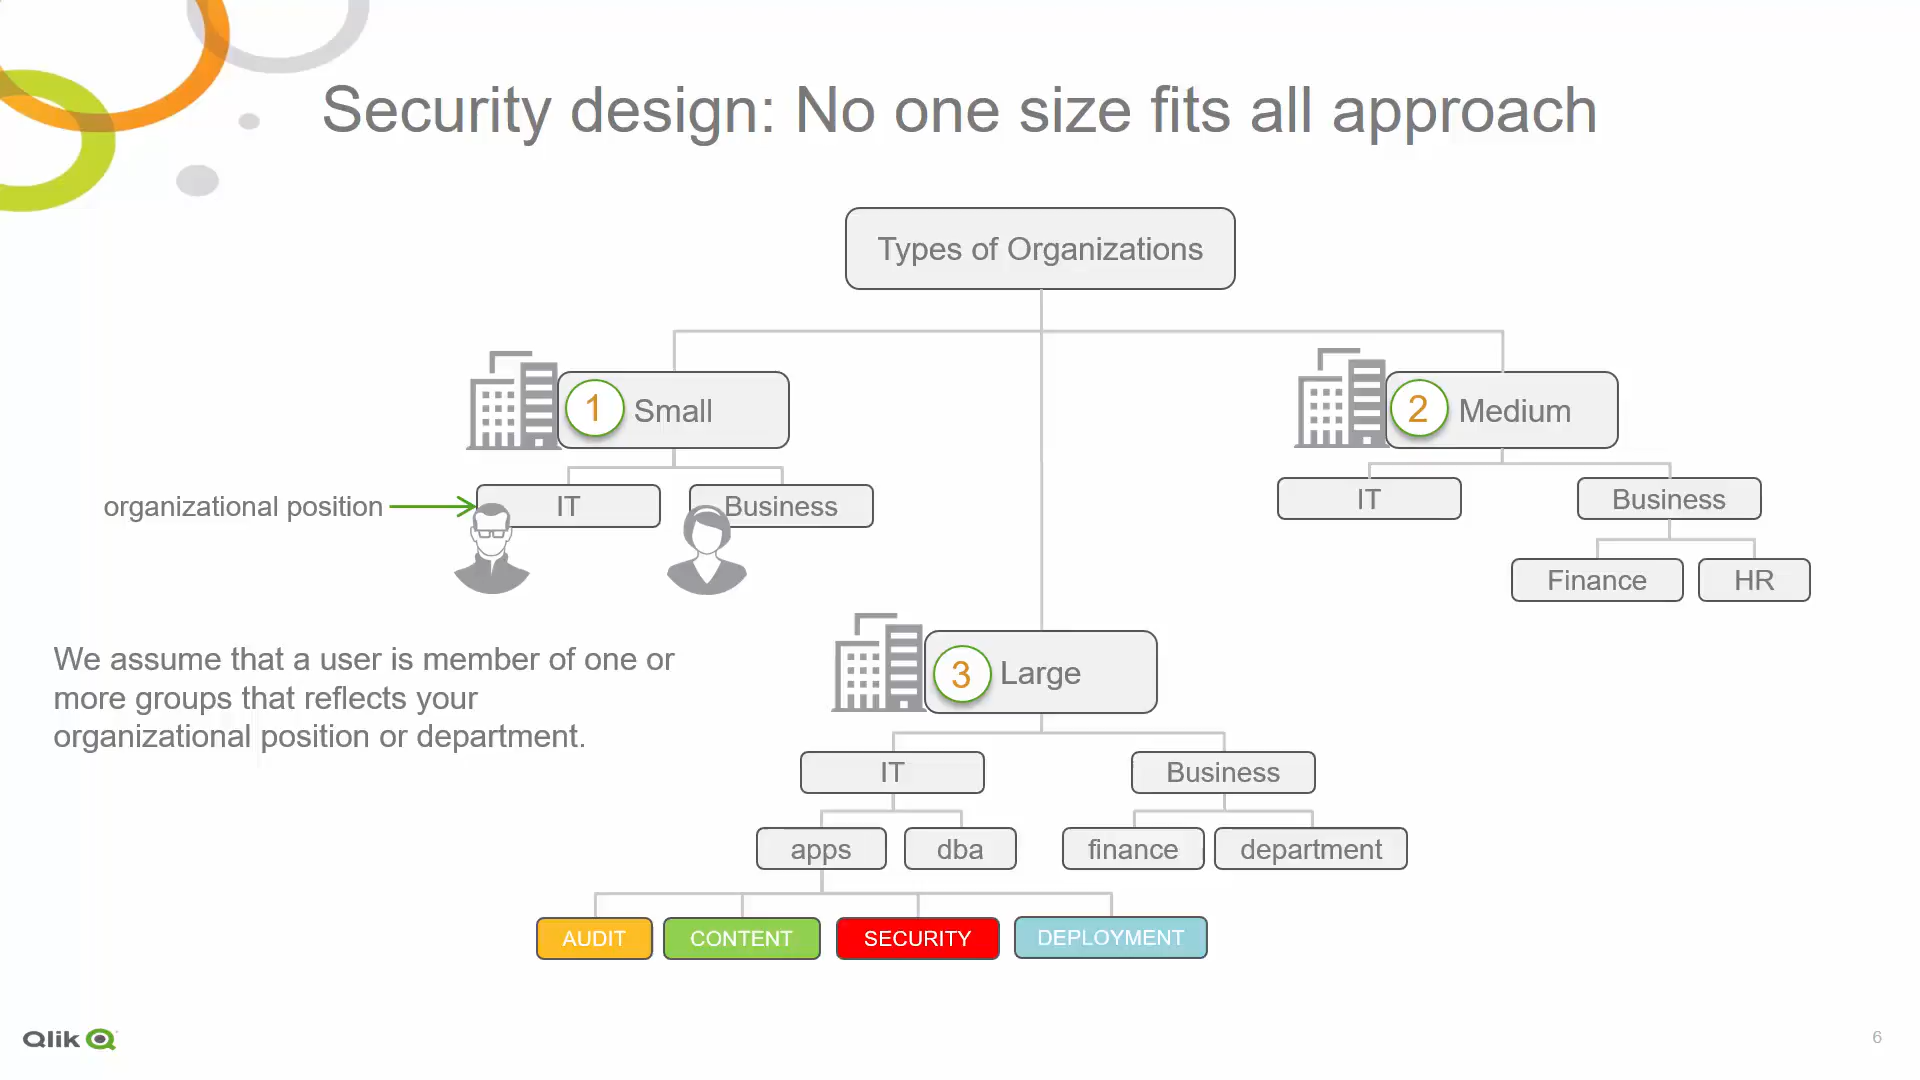 Security design: No one size fits all approach
Types of Organizations
1 Small
2 Medium
organizational position
IT
Business
IT
Business
Finance
HR
We assume that a user is member of one or
more groups that reflects your
organizational position or department.
3 Large
IT
Business
apps
dba
finance
department
AUDIT
CONTENT
SECURITY
DEPLOYMENT
Qlik
6